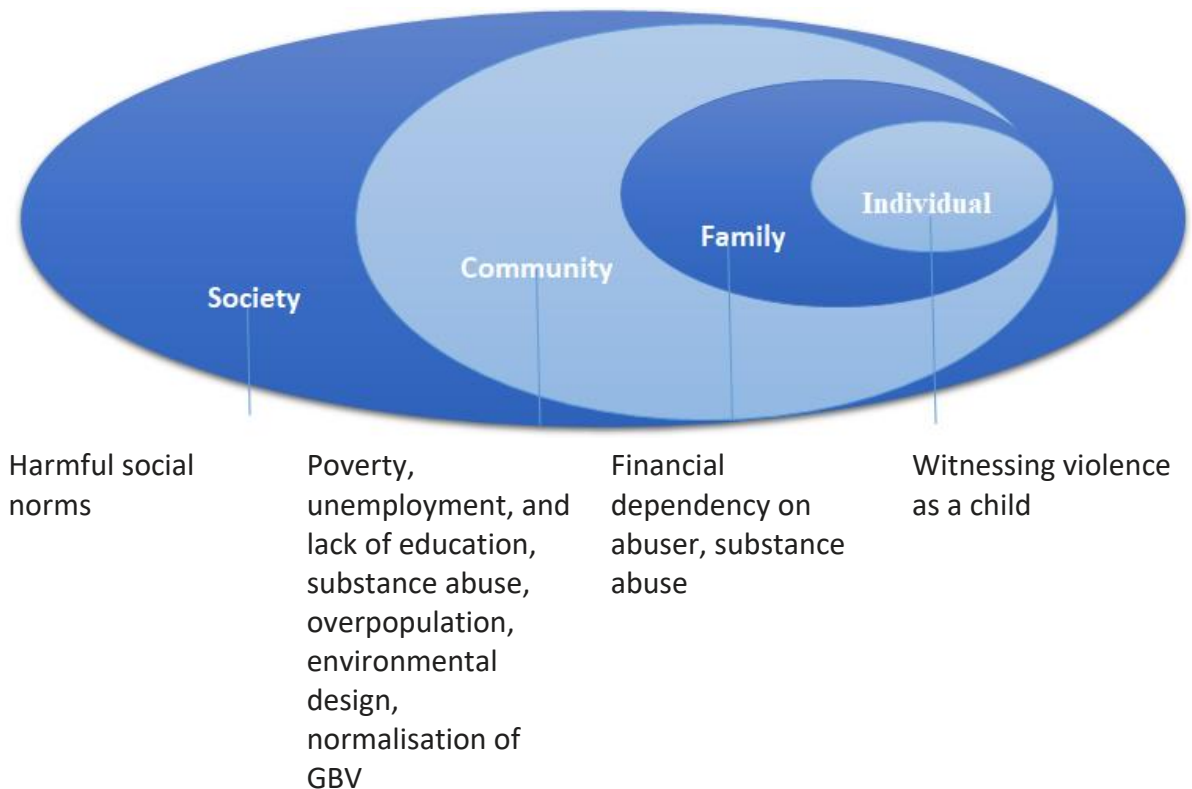 Individual
Family
Community
Society
Harmful social
norms
Poverty,
unemployment, and
lack of education,
substance abuse,
overpopulation,
environmental
design,
normalisation of
GBV
Financial
dependency on
abuser, substance
abuse
Witnessing violence
as a child